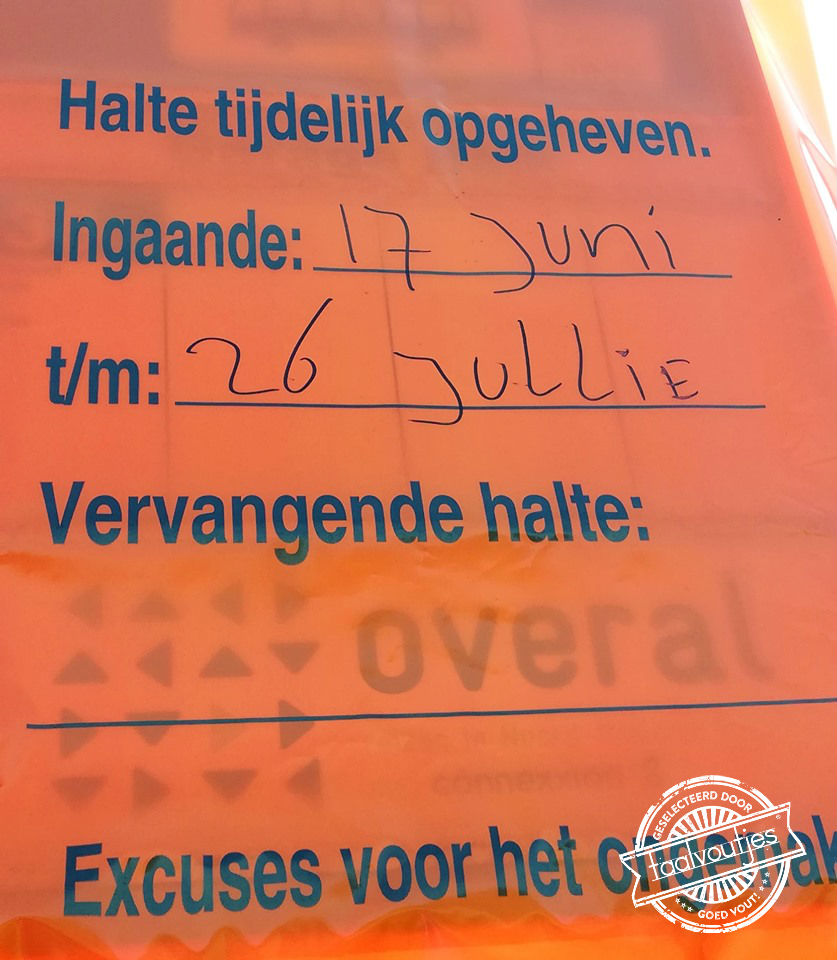 Halte tijdelijk opgeheven.
Ingaande: 17 Juni
t/m: 26 JULLIE
Vervangende halte:
overal
connexxion
Excuses voor het
GESELECTEERD DOOR
taalvoutjes
GOED VOUT!